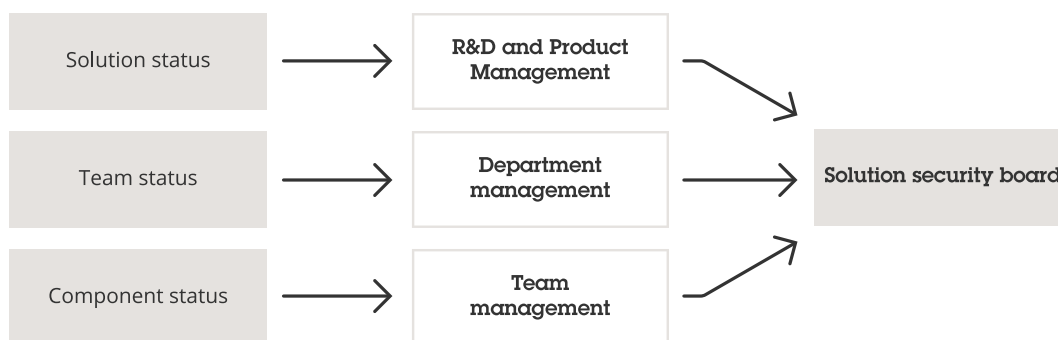 Solution status
R&D and Product
Management
Team status
Department
management
Solution security board
Component status
Team
management